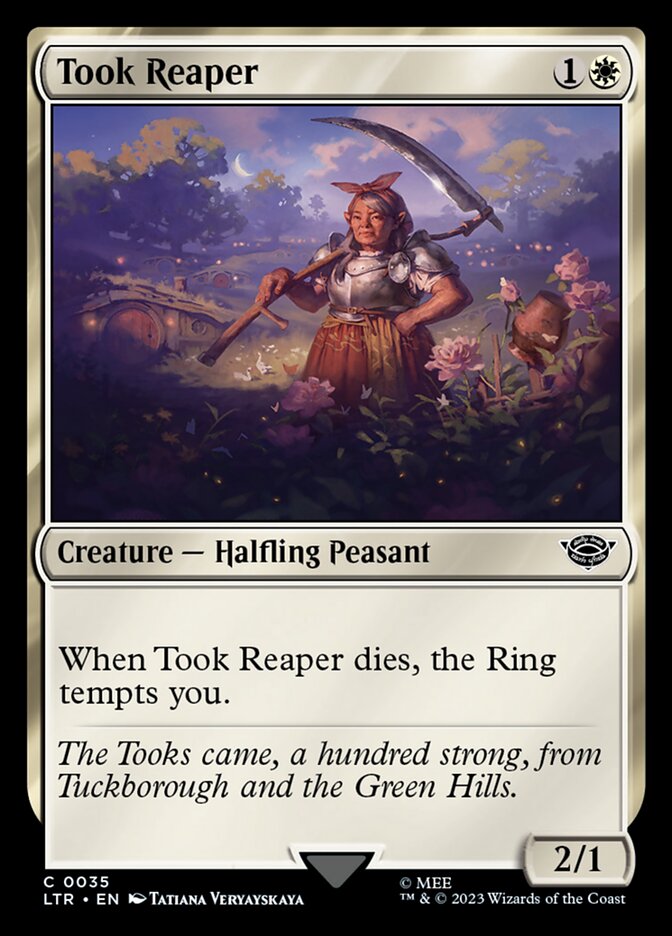 Took Reaper 1
Creature — Halfling Peasant
When Took Reaper dies, the Ring
tempts you.
The Tooks came, a hundred strong, from
Tuckborough and the Green Hills.
2/1
C 0035
LTR • EN Tatiana Veryayskaya
© MEE
™ & © 2023 Wizards of the Coast